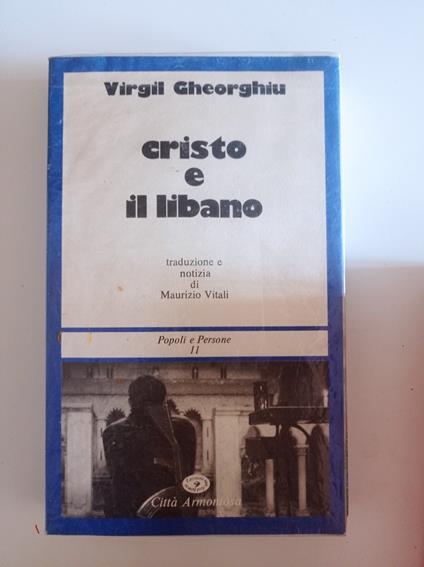 Virgil Gheorghiu
cristo
e
il libano
traduzione e
notizia
di
Maurizio Vitali
Popoli e Persone
11
Città Armoniosa